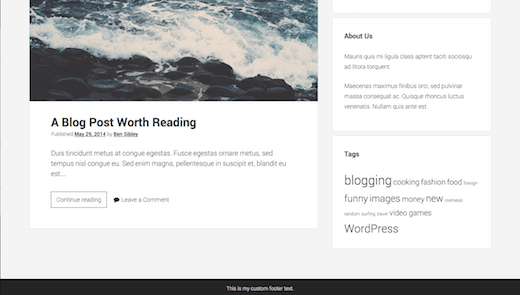 A Blog Post Worth Reading
Published May 29, 2014 by Ben Sibley
Duis tincidunt metus at congue egestas. Fusce egestas ornare metus, sed
tempus nisl congue eu. Sed enim magna, pellentesque in suscipit et, blandit eu
est....
Continue reading
Leave a Comment
About Us
Mauris quis mi ligula class aptent taciti sociosqu
ad litora torquent.
Maecenas maximus finibus orci, sed pulvinar
massa consequat ac. Quisque rhoncus luctus
venenatis. Nullam quis ante est.
Tags
blogging cooking fashion food foreign
funny images money new overseas
random surfing travel video games
WordPress
This is my custom footer text.